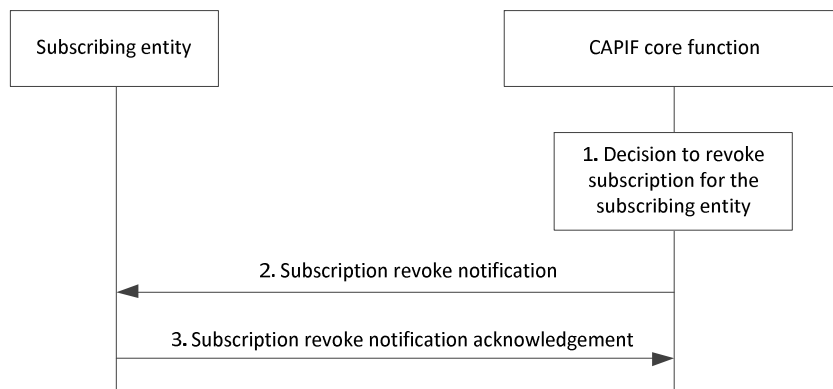 Subscribing entity
CAPIF core function
1. Decision to revoke
subscription for the
subscribing entity
2. Subscription revoke notification
3. Subscription revoke notification acknowledgement